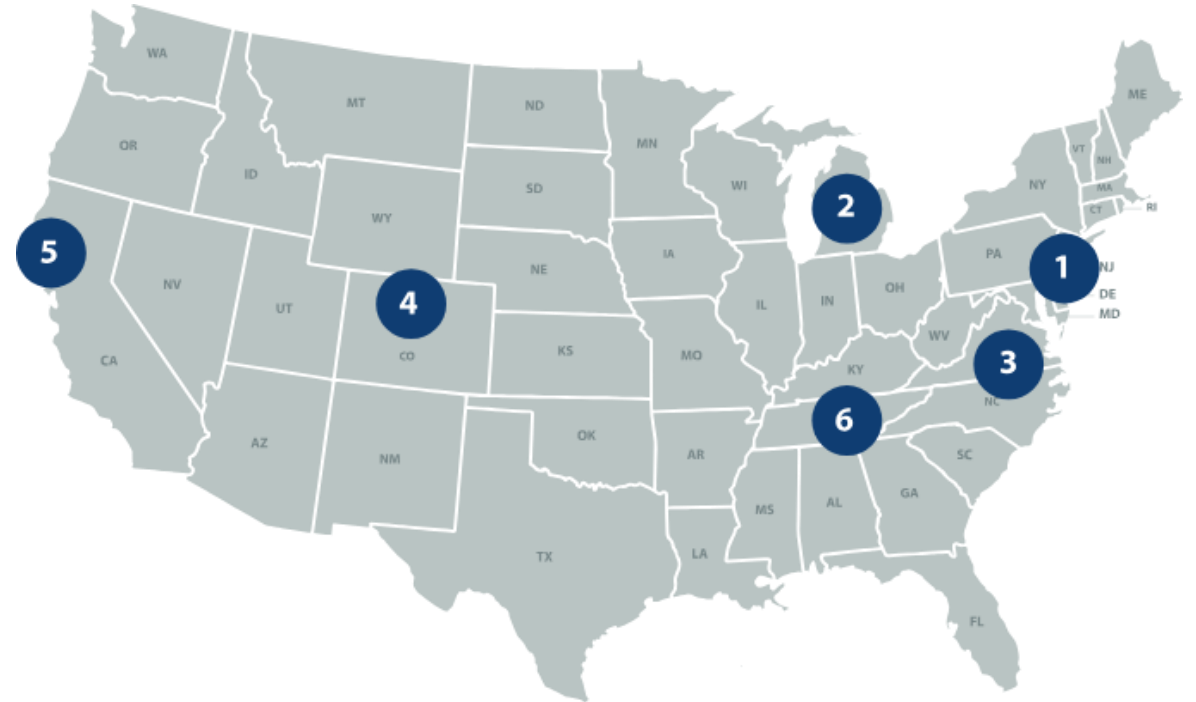 WA
ME
MT
ND
OR
MN
VT
NH
ID
SD
WI
NY
MA
WY
2
CT
RI
5
IA
PA
1
NJ
NE
NV
UT
4
IL
IN
OH
DE
MD
WV
CA
CO
KS
MO
KY
3
NC
6
AZ
NM
OK
AR
SC
MS
AL
GA
TX
LA
FL